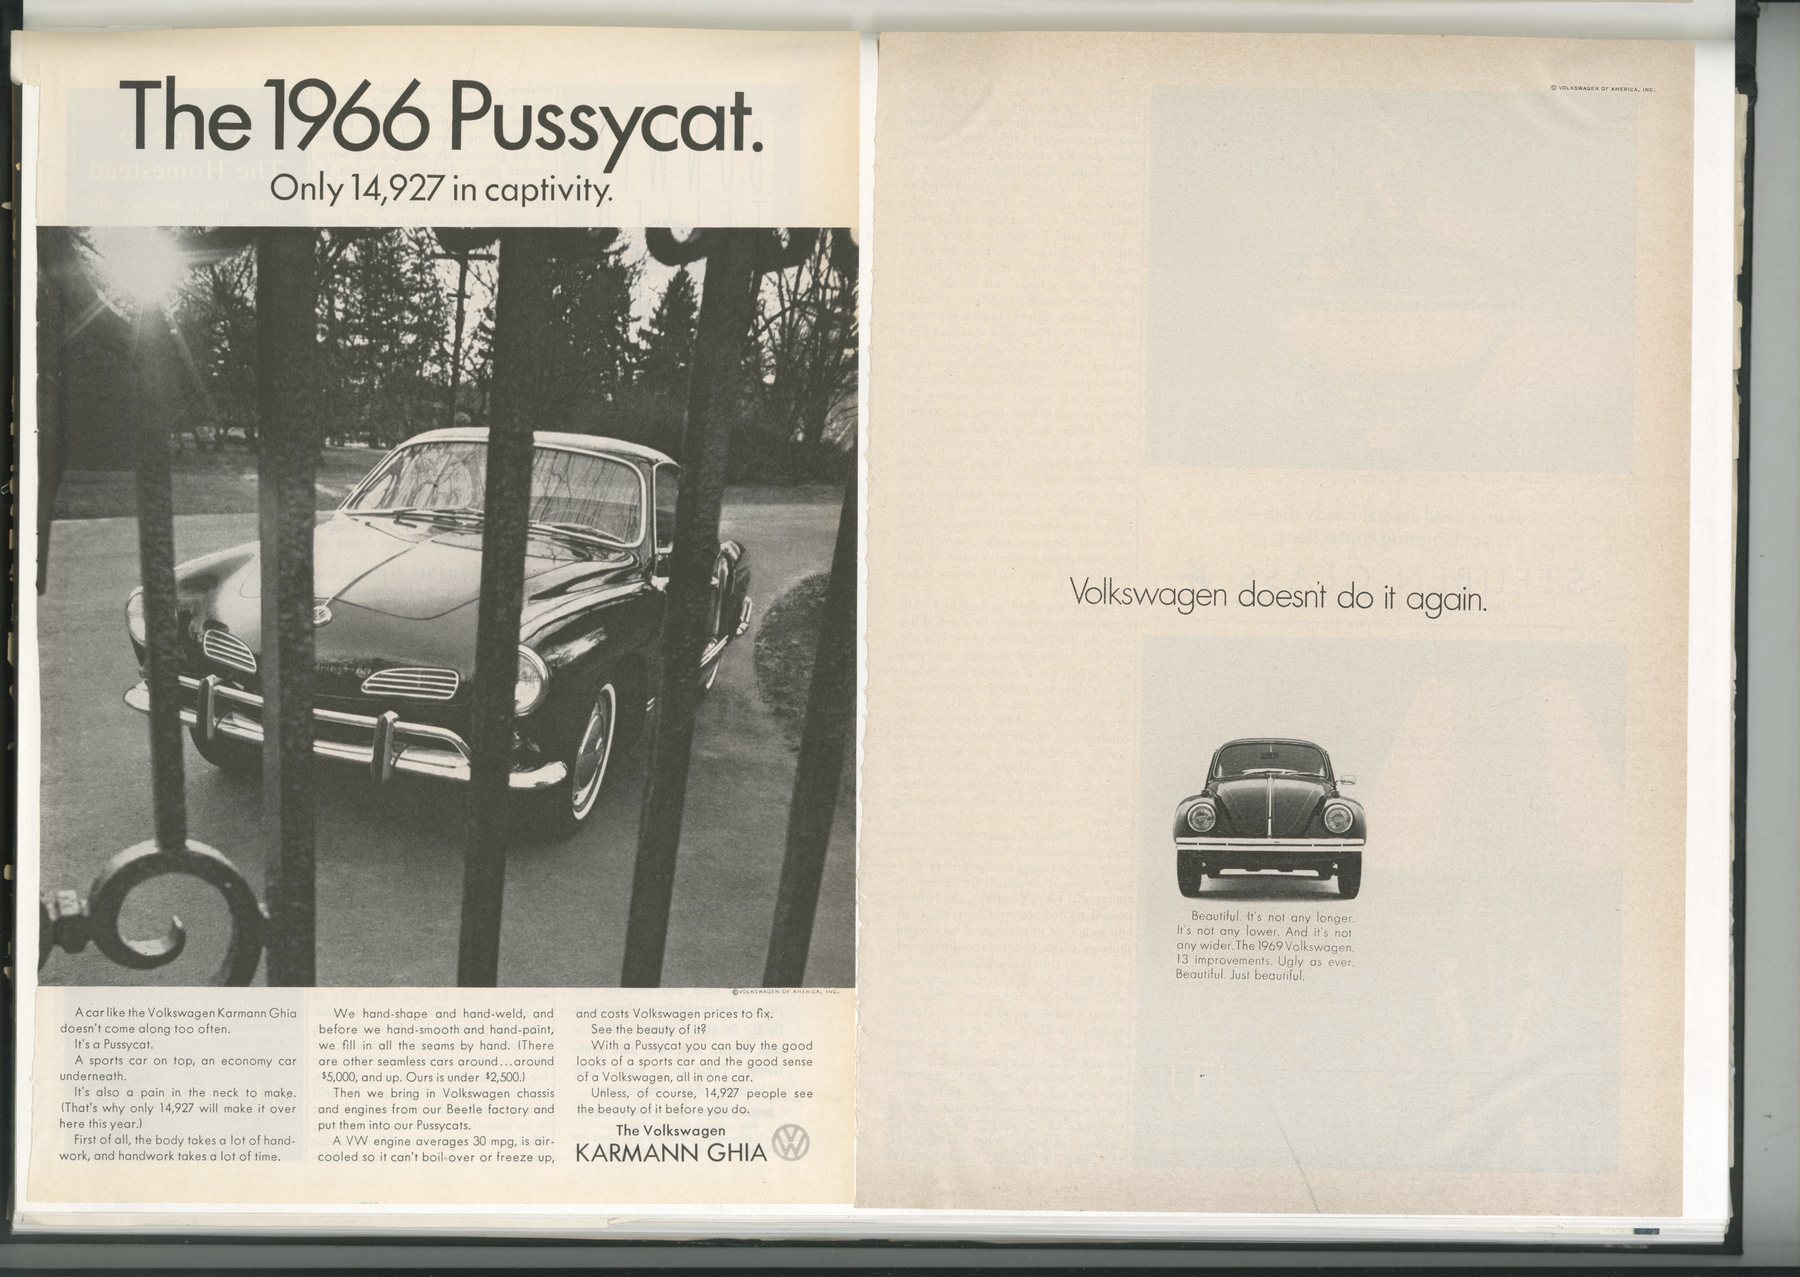 The 1966 Pussycat.
Only 14,927 in captivity.
© VOLKSWAGEN OF AMERICA, INC.
A car like the Volkswagen Karmann Ghia
doesn't come along too often.
It's a Pussycat.
A sports car on top, an economy car
underneath.
It's also a pain in the neck to make.
(That's why only 14,927 will make it over
here this year.)
First of all, the body takes a lot of hand-
work, and handwork takes a lot of time.
We hand-shape and hand-weld, and
before we hand-smooth and hand-paint,
we fill in all the seams by hand. (There
are other seamless cars around...around
$5,000, and up. Ours is under $2,500.)
Then we bring in Volkswagen chassis
and engines from our Beetle factory and
put them into our Pussycats.
A VW engine averages 30 mpg, is air-
cooled so it can't boil over or freeze up,
and costs Volkswagen prices to fix.
See the beauty of it?
With a Pussycat you can buy the good
looks of a sports car and the good sense
of a Volkswagen, all in one car.
Unless, of course, 14,927 people see
the beauty of it before you do.
The Volkswagen
KARMANN GHIA
© VOLKSWAGEN OF AMERICA, INC.
Volkswagen doesn't do it again.
Beautiful. It's not any longer.
It's not any lower. And it's not
any wider. The 1969 Volkswagen.
13 improvements. Ugly as ever.
Beautiful. Just beautiful.